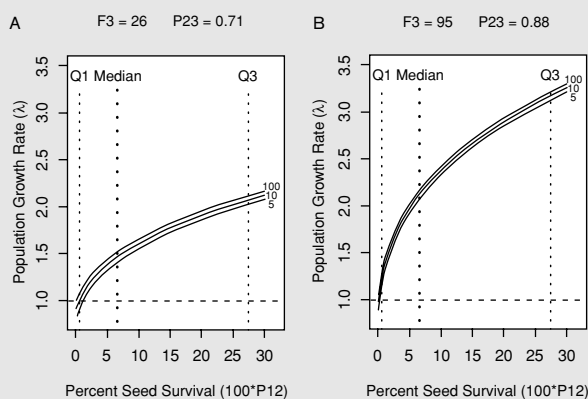 A F3 = 26 P23 = 0.71
Q1 Median Q3
Population Growth Rate (λ)
3.5
3.0
2.5
2.0
1.5
1.0
100
10
5
0 5 10 15 20 25 30
Percent Seed Survival (100*P12)
B F3 = 95 P23 = 0.88
Q1 Median Q3
Population Growth Rate (λ)
3.5
3.0
2.5
2.0
1.5
1.0
100
10
5
0 5 10 15 20 25 30
Percent Seed Survival (100*P12)